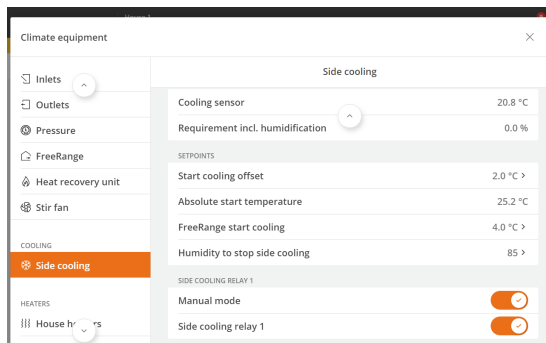 Climate equipment
Side cooling
Inlets
Outlets
Pressure
FreeRange
Heat recovery unit
Stir fan
COOLING
Side cooling
HEATERS
House
Cooling sensor 20.8 °C
Requirement incl. humidification 0.0 %
SETPOINTS
Start cooling offset 2.0 °C
Absolute start temperature 25.2 °C
FreeRange start cooling 4.0 °C
Humidity to stop side cooling 85
SIDE COOLING RELAY 1
Manual mode
Side cooling relay 1